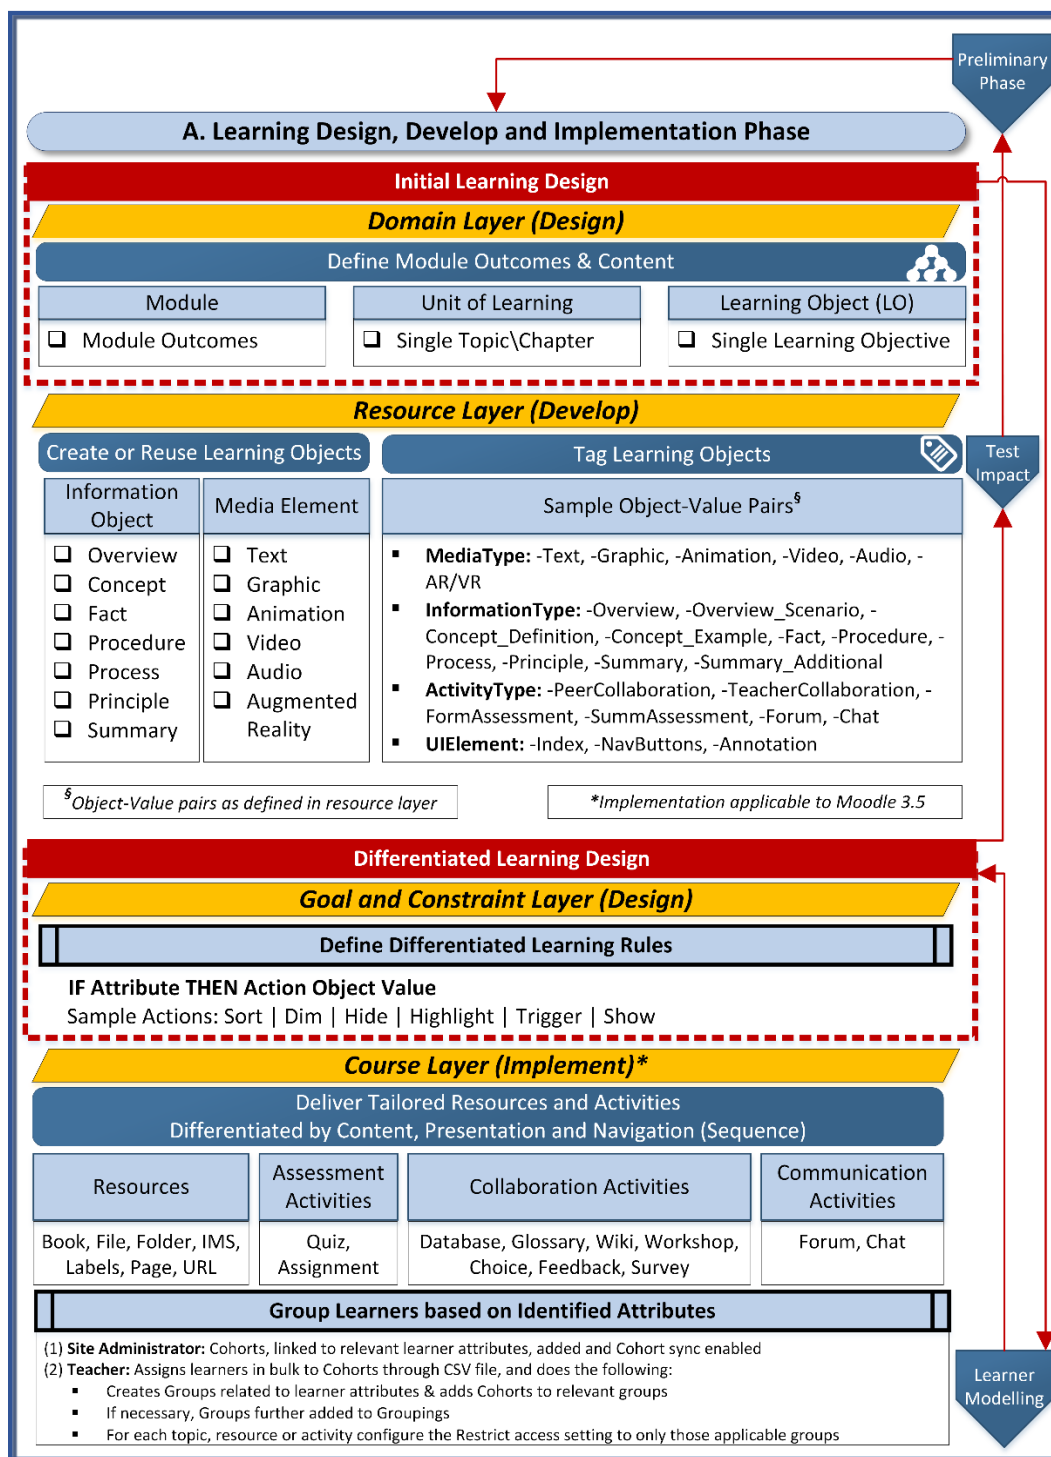 Preliminary
Phase
A. Learning Design, Develop and Implementation Phase
Initial Learning Design
Domain Layer (Design)
Define Module Outcomes & Content
Module
Unit of Learning
Learning Object (LO)
❑ Module Outcomes
❑ Single Topic\Chapter
❑ Single Learning Objective
Resource Layer (Develop)
Create or Reuse Learning Objects
Tag Learning Objects
Test
Impact
Information
Object
Media Element
Sample Object-Value Pairs§
❑ Overview
❑ Concept
❑ Fact
❑ Procedure
❑ Process
❑ Principle
❑ Summary
❑ Text
❑ Graphic
❑ Animation
❑ Video
❑ Audio
❑ Augmented
Reality
▪ MediaType: -Text, -Graphic, -Animation, -Video, -Audio, -
AR/VR
▪ InformationType: -Overview, -Overview_Scenario, -
Concept_Definition, -Concept_Example, -Fact, -Procedure, -
Process, -Principle, -Summary, -Summary_Additional
▪ ActivityType: -PeerCollaboration, -TeacherCollaboration, -
FormAssessment, -SummAssessment, -Forum, -Chat
▪ UIElement: -Index, -NavButtons, -Annotation
§Object-Value pairs as defined in resource layer
*Implementation applicable to Moodle 3.5
Differentiated Learning Design
Goal and Constraint Layer (Design)
Define Differentiated Learning Rules
IF Attribute THEN Action Object Value
Sample Actions: Sort | Dim | Hide | Highlight | Trigger | Show
Course Layer (Implement)*
Deliver Tailored Resources and Activities
Differentiated by Content, Presentation and Navigation (Sequence)
Resources
Assessment
Activities
Collaboration Activities
Communication
Activities
Book, File, Folder, IMS,
Labels, Page, URL
Quiz,
Assignment
Database, Glossary, Wiki, Workshop,
Choice, Feedback, Survey
Forum, Chat
Group Learners based on Identified Attributes
(1) Site Administrator: Cohorts, linked to relevant learner attributes, added and Cohort sync enabled
(2) Teacher: Assigns learners in bulk to Cohorts through CSV file, and does the following:
▪ Creates Groups related to learner attributes & adds Cohorts to relevant groups
▪ If necessary, Groups further added to Groupings
▪ For each topic, resource or activity configure the Restrict access setting to only those applicable groups
Learner
Modelling